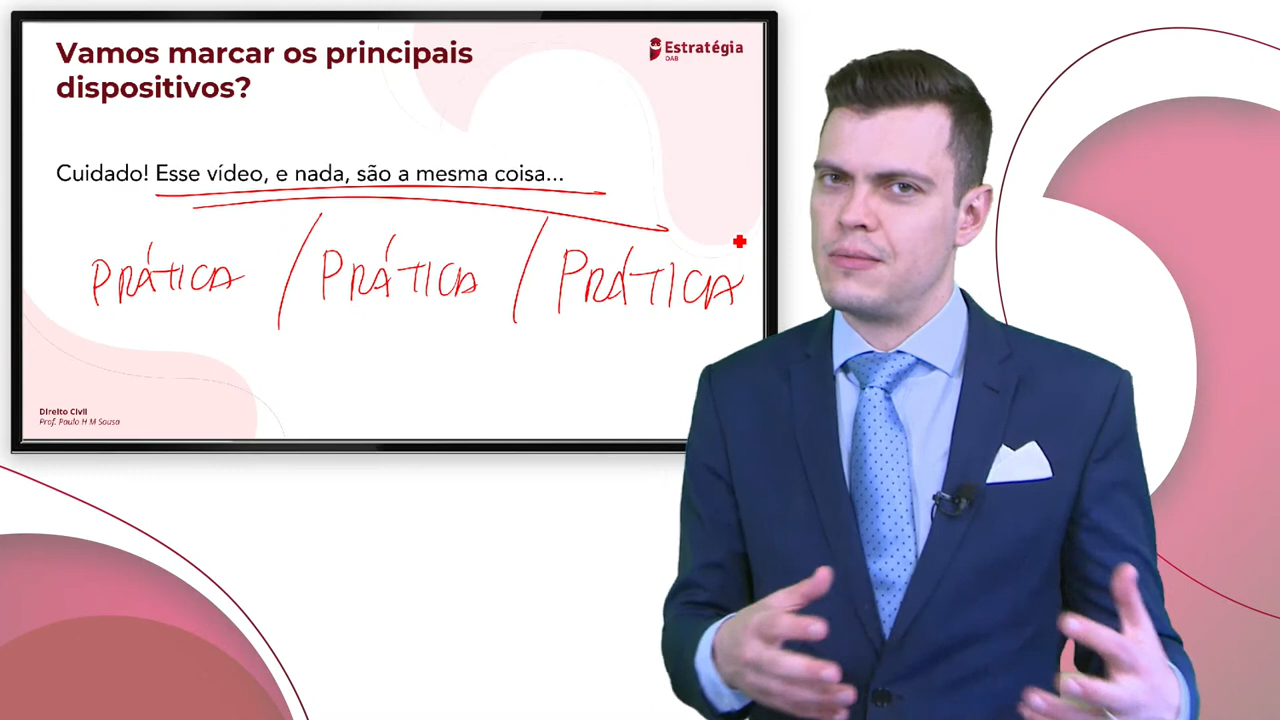 Vamos marcar os principais
dispositivos?
Estratégia
OAB
Cuidado! Esse vídeo, e nada, são a mesma coisa...
PRÁTICA / PRÁTICA / PRÁTICA
Direito Civil
Prof. Paulo H M Sousa